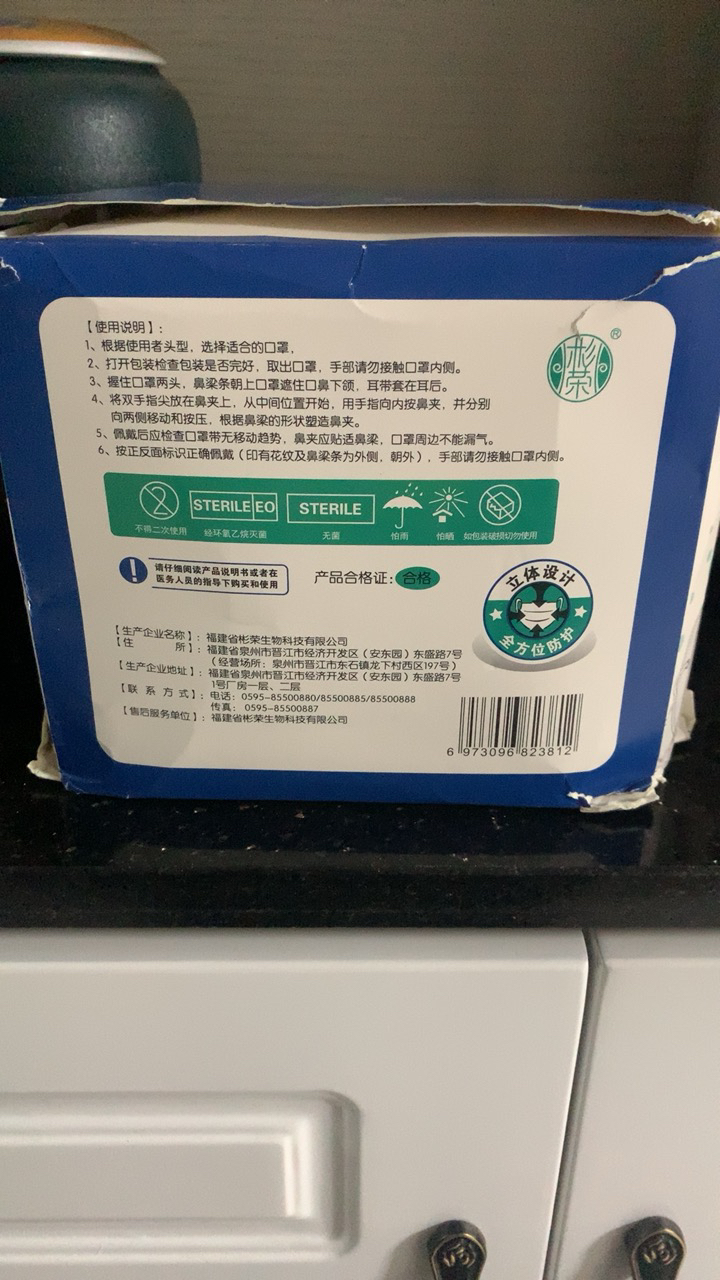 【使用说明】:
1、根据使用者头型，选择适合的口罩，
2、打开包装检查包装是否完好，取出口罩，手部请勿接触口罩内侧。
3、握住口罩两头，鼻梁条朝上口罩遮住口鼻下颌，耳带套在耳后。
4、将双手指尖放在鼻夹上，从中间位置开始，用手指向内按鼻夹，并分别
向两侧移动和按压，根据鼻梁的形状塑造鼻夹。
5、佩戴后应检查口罩带无移动趋势，鼻夹应贴适鼻梁，口罩周边不能漏气。
6、按正反面标识正确佩戴（印有花纹及鼻梁条为外侧，朝外），手部请勿接触口罩内侧。
彬荣®
2 STERILE EO STERILE
不得二次使用 经环氧乙烷灭菌 无菌 怕雨 怕晒 如包装破损切勿使用
! 请仔细阅读产品说明书或者在
医务人员的指导下购买和使用
产品合格证: 合格
立体设计
全方位防护
【生产企业名称】: 福建省彬荣生物科技有限公司
【住 所】: 福建省泉州市晋江市经济开发区（安东园）东盛路7号
（经营场所：泉州市晋江市东石镇龙下村西区197号）
【生产企业地址】: 福建省泉州市晋江市经济开发区（安东园）东盛路7号
1号厂房一层、二层
【联系方式】: 电话：0595-85500880/85500885/85500888
传真：0595-85500887
【售后服务单位】: 福建省彬荣生物科技有限公司
6 973096 823812